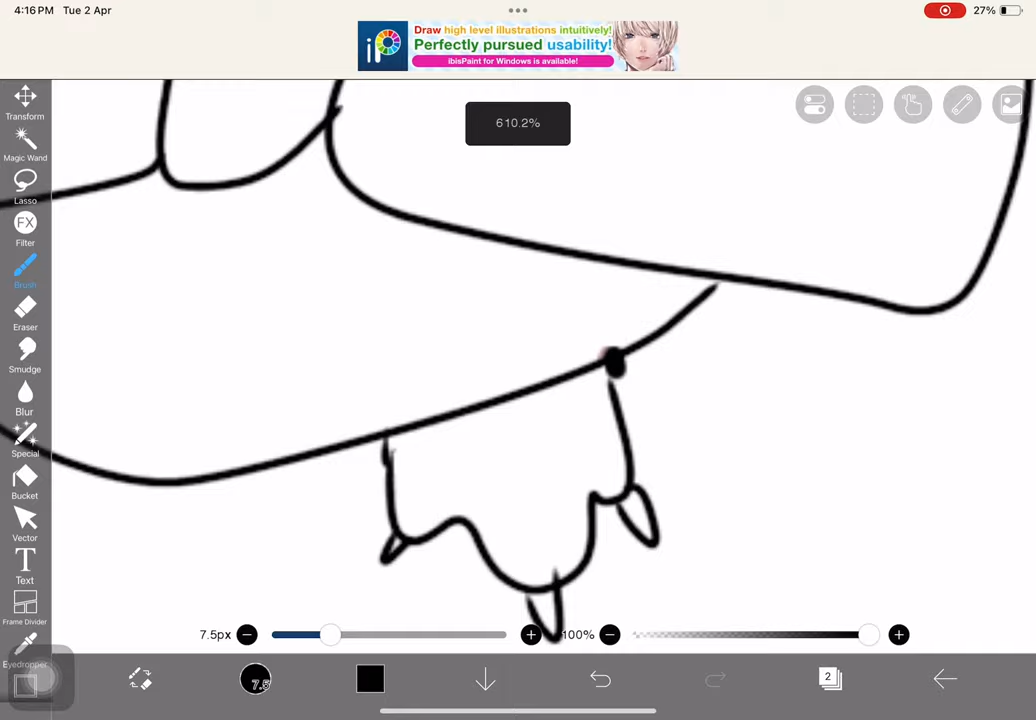 4:16 PM Tue 2 Apr
27%
Draw high level illustrations intuitively!
Perfectly pursued usability!
ibisPaint for Windows is available!
iP
610.2%
Transform
Magic Wand
Lasso
FX
Filter
Brush
Eraser
Smudge
Blur
Special
Bucket
Vector
T
Text
Frame Divider
Eyedropper
7.5px
100%
7.5
2